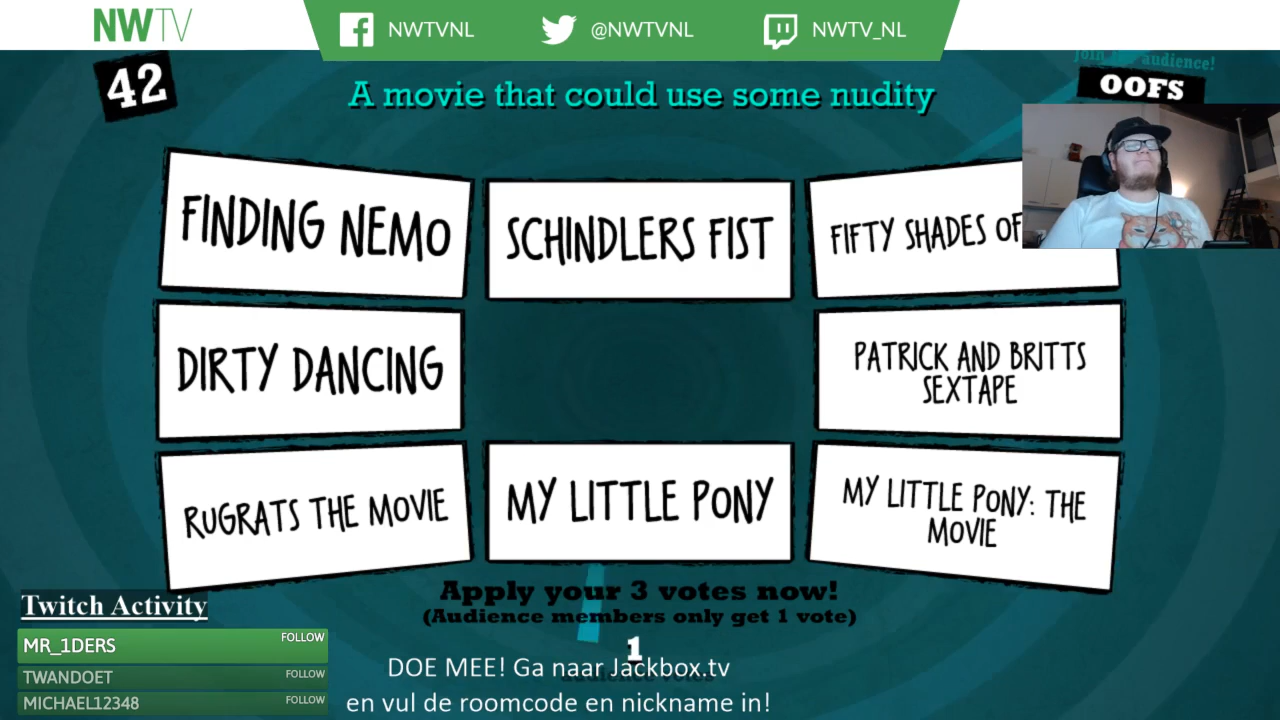 NWTV
NWTVNL
@NWTVNL
NWTV_NL
Join the audience!
42
A movie that could use some nudity
OOFS
FINDING NEMO
SCHINDLERS FIST
FIFTY SHADES OF
DIRTY DANCING
PATRICK AND BRITTS
SEXTAPE
RUGRATS THE MOVIE
MY LITTLE PONY
MY LITTLE PONY: THE
MOVIE
Apply your 3 votes now!
(Audience members only get 1 vote)
1
Twitch Activity
MR_1DERS FOLLOW
TWANDOET FOLLOW
MICHAEL12348 FOLLOW
DOE MEE! Ga naar Jackbox.tv
en vul de roomcode en nickname in!